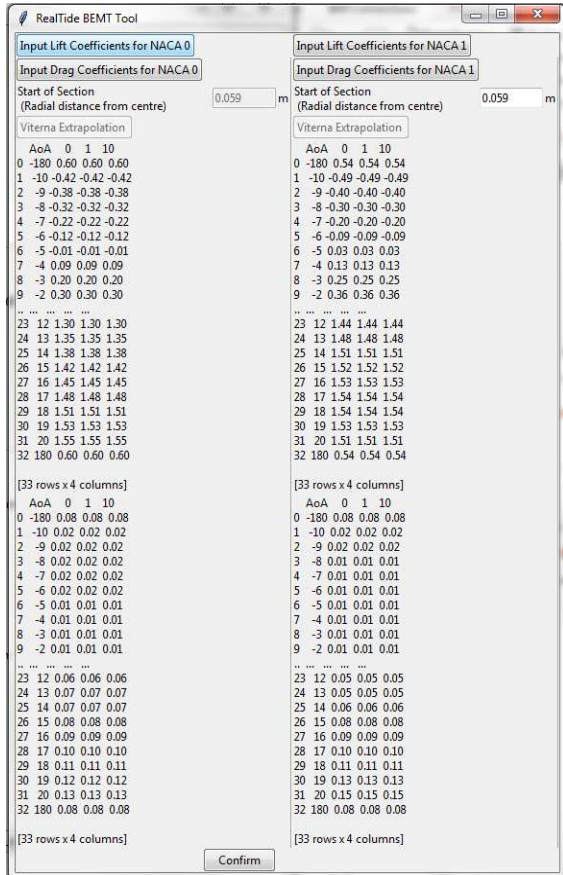 RealTide BEMT Tool
Input Lift Coefficients for NACA 0
Input Drag Coefficients for NACA 0
Start of Section
(Radial distance from centre)
0.059 m
Viterna Extrapolation
AoA 0 1 10
0 -180 0.60 0.60 0.60
1 -10 -0.42 -0.42 -0.42
2 -9 -0.38 -0.38 -0.38
3 -8 -0.32 -0.32 -0.32
4 -7 -0.22 -0.22 -0.22
5 -6 -0.12 -0.12 -0.12
6 -5 -0.01 -0.01 -0.01
7 -4 0.09 0.09 0.09
8 -3 0.20 0.20 0.20
9 -2 0.30 0.30 0.30
.. ... ... ... ...
23 12 1.30 1.30 1.30
24 13 1.35 1.35 1.35
25 14 1.38 1.38 1.38
26 15 1.42 1.42 1.42
27 16 1.45 1.45 1.45
28 17 1.48 1.48 1.48
29 18 1.51 1.51 1.51
30 19 1.53 1.53 1.53
31 20 1.55 1.55 1.55
32 180 0.60 0.60 0.60
[33 rows x 4 columns]
AoA 0 1 10
0 -180 0.08 0.08 0.08
1 -10 0.02 0.02 0.02
2 -9 0.02 0.02 0.02
3 -8 0.02 0.02 0.02
4 -7 0.02 0.02 0.02
5 -6 0.02 0.02 0.02
6 -5 0.01 0.01 0.01
7 -4 0.01 0.01 0.01
8 -3 0.01 0.01 0.01
9 -2 0.01 0.01 0.01
.. ... ... ... ...
23 12 0.06 0.06 0.06
24 13 0.07 0.07 0.07
25 14 0.07 0.07 0.07
26 15 0.08 0.08 0.08
27 16 0.09 0.09 0.09
28 17 0.10 0.10 0.10
29 18 0.11 0.11 0.11
30 19 0.12 0.12 0.12
31 20 0.13 0.13 0.13
32 180 0.08 0.08 0.08
[33 rows x 4 columns]
Input Lift Coefficients for NACA 1
Input Drag Coefficients for NACA 1
Start of Section
(Radial distance from centre)
0.059 m
Viterna Extrapolation
AoA 0 1 10
0 -180 0.54 0.54 0.54
1 -10 -0.49 -0.49 -0.49
2 -9 -0.40 -0.40 -0.40
3 -8 -0.30 -0.30 -0.30
4 -7 -0.20 -0.20 -0.20
5 -6 -0.09 -0.09 -0.09
6 -5 0.03 0.03 0.03
7 -4 0.13 0.13 0.13
8 -3 0.25 0.25 0.25
9 -2 0.36 0.36 0.36
.. ... ... ... ...
23 12 1.44 1.44 1.44
24 13 1.48 1.48 1.48
25 14 1.51 1.51 1.51
26 15 1.52 1.52 1.52
27 16 1.53 1.53 1.53
28 17 1.54 1.54 1.54
29 18 1.54 1.54 1.54
30 19 1.53 1.53 1.53
31 20 1.51 1.51 1.51
32 180 0.54 0.54 0.54
[33 rows x 4 columns]
AoA 0 1 10
0 -180 0.08 0.08 0.08
1 -10 0.02 0.02 0.02
2 -9 0.02 0.02 0.02
3 -8 0.01 0.01 0.01
4 -7 0.01 0.01 0.01
5 -6 0.01 0.01 0.01
6 -5 0.01 0.01 0.01
7 -4 0.01 0.01 0.01
8 -3 0.01 0.01 0.01
9 -2 0.01 0.01 0.01
.. ... ... ... ...
23 12 0.05 0.05 0.05
24 13 0.05 0.05 0.05
25 14 0.06 0.06 0.06
26 15 0.08 0.08 0.08
27 16 0.09 0.09 0.09
28 17 0.10 0.10 0.10
29 18 0.11 0.11 0.11
30 19 0.13 0.13 0.13
31 20 0.15 0.15 0.15
32 180 0.08 0.08 0.08
[33 rows x 4 columns]
Confirm